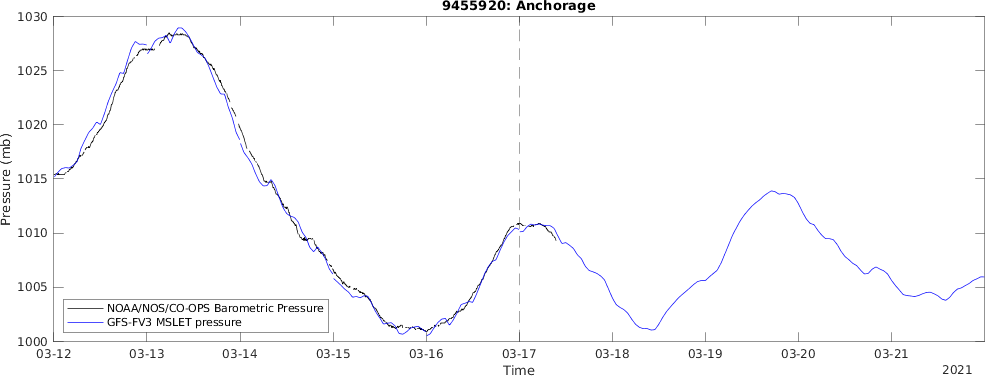 9455920: Anchorage
Pressure (mb)
1030
1025
1020
1015
1010
1005
1000
NOAA/NOS/CO-OPS Barometric Pressure
GFS-FV3 MSLET pressure
03-12 03-13 03-14 03-15 03-16 03-17 03-18 03-19 03-20 03-21
Time
2021